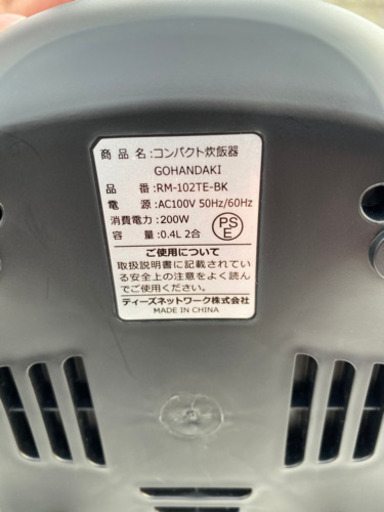 商品名:コンパクト炊飯器
GOHANDAKI
品番:RM-102TE-BK
電源:AC100V 50Hz/60Hz
消費電力:200W
容量:0.4L 2合
PS
E
ご使用について
取扱説明書に記載されてい
る安全上の注意をよく読ん
でご使用ください。
ティーズネットワーク株式会社
MADE IN CHINA